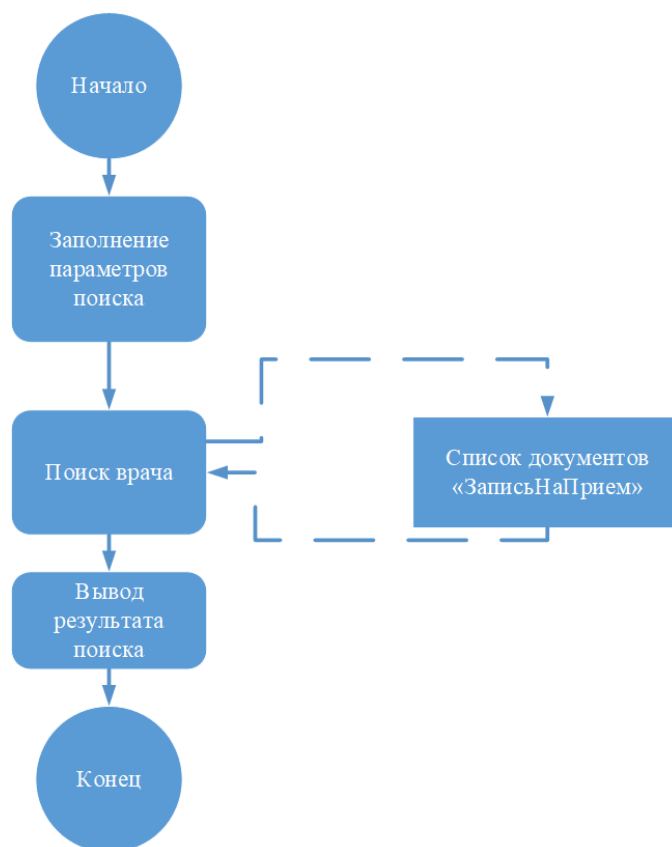 Начало
Заполнение
параметров
поиска
Поиск врача
Список документов
«ЗаписьНаПрием»
Вывод
результата
поиска
Конец